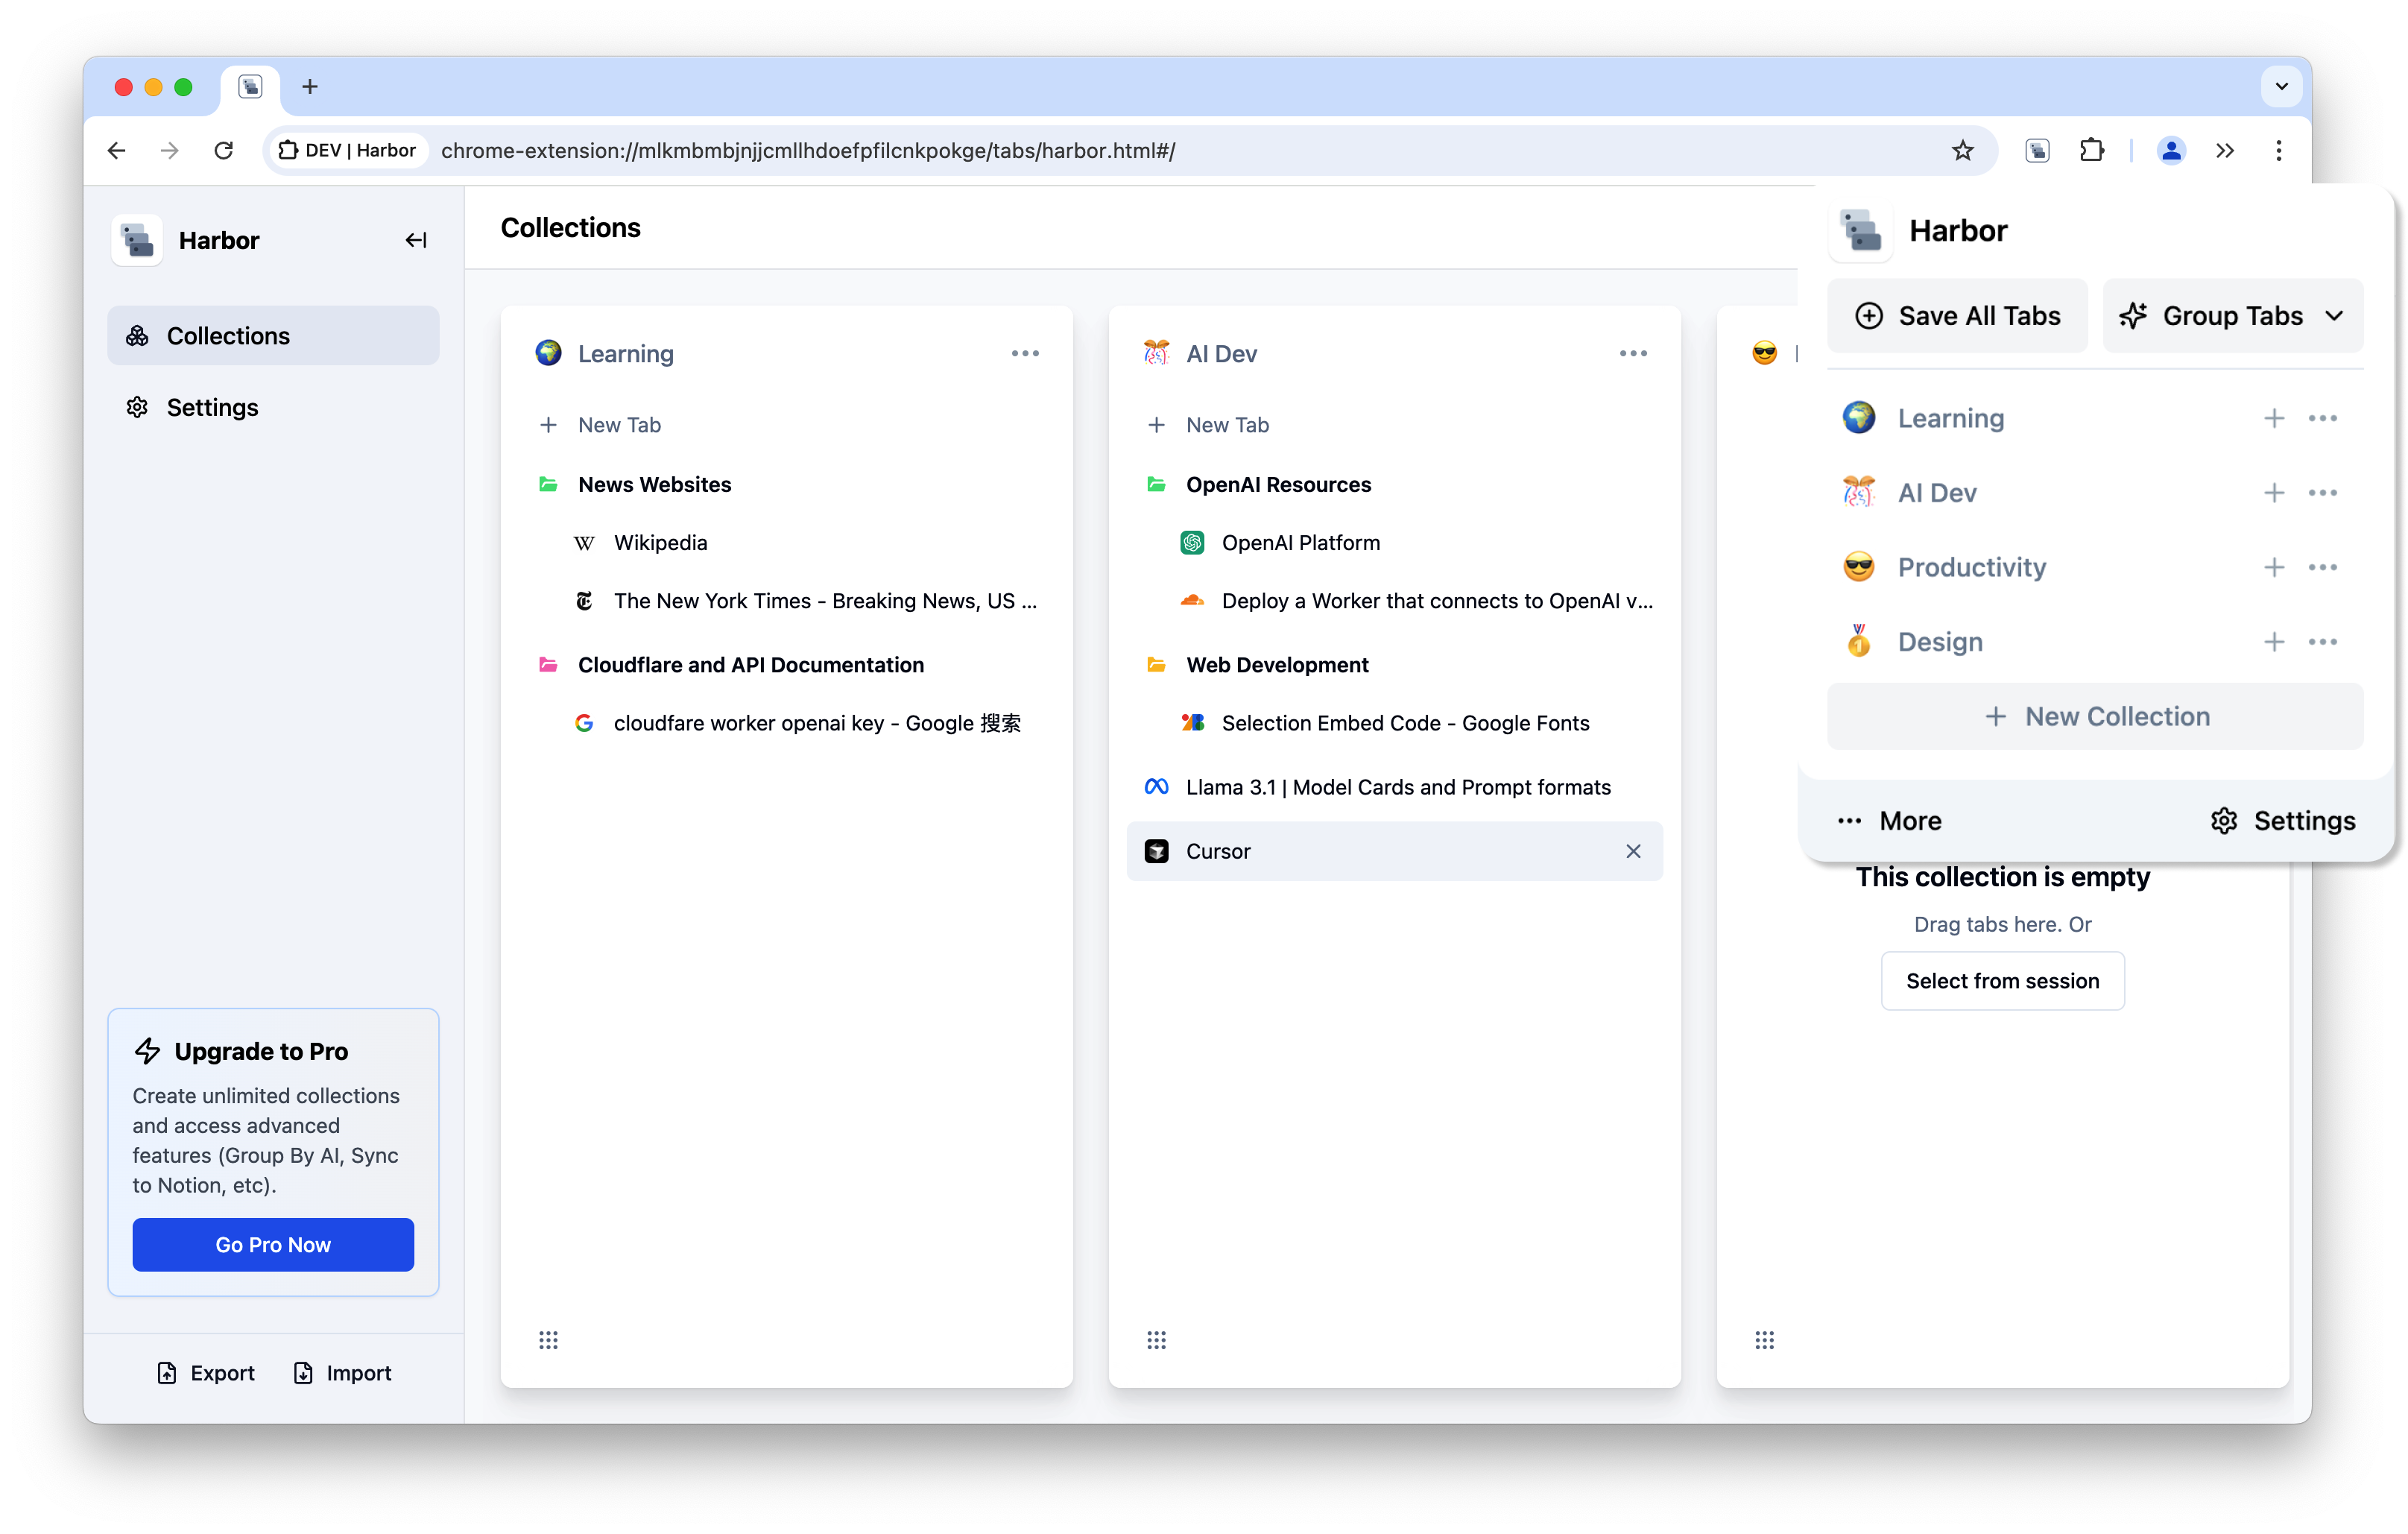 DEV | Harbor
chrome-extension://mlkmbmbjnjjcmllhdoefpfilcnkpokge/tabs/harbor.html#/
Harbor
Collections
Settings
Upgrade to Pro
Create unlimited collections
and access advanced
features (Group By AI, Sync
to Notion, etc).
Go Pro Now
Export
Import
Collections
Learning
New Tab
News Websites
Wikipedia
The New York Times - Breaking News, US ...
Cloudflare and API Documentation
cloudfare worker openai key - Google 搜索
AI Dev
New Tab
OpenAI Resources
OpenAI Platform
Deploy a Worker that connects to OpenAI v...
Web Development
Selection Embed Code - Google Fonts
Llama 3.1 | Model Cards and Prompt formats
Cursor
Harbor
Save All Tabs
Group Tabs
Learning
AI Dev
Productivity
Design
New Collection
More
Settings
This collection is empty
Drag tabs here. Or
Select from session